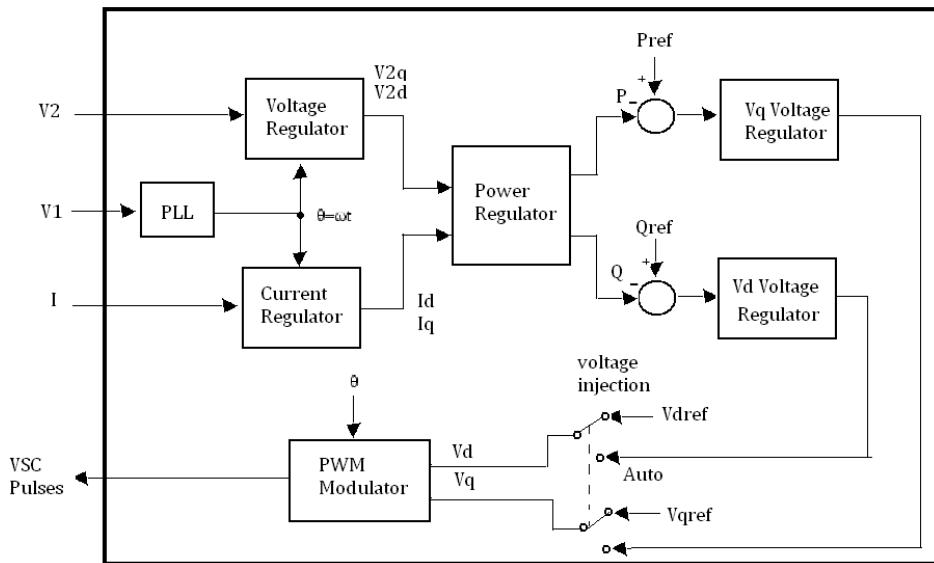 Pref
+
V2q
V2d
P
-
V2
Voltage
Regulator
Vq Voltage
Regulator
Power
Regulator
V1
PLL
θ=ωt
Qref
+
Q
-
I
Current
Regulator
Id
Iq
Vd Voltage
Regulator
voltage
injection
θ
Vdref
VSC
Pulses
PWM
Modulator
Vd
Vq
Auto
Vqref